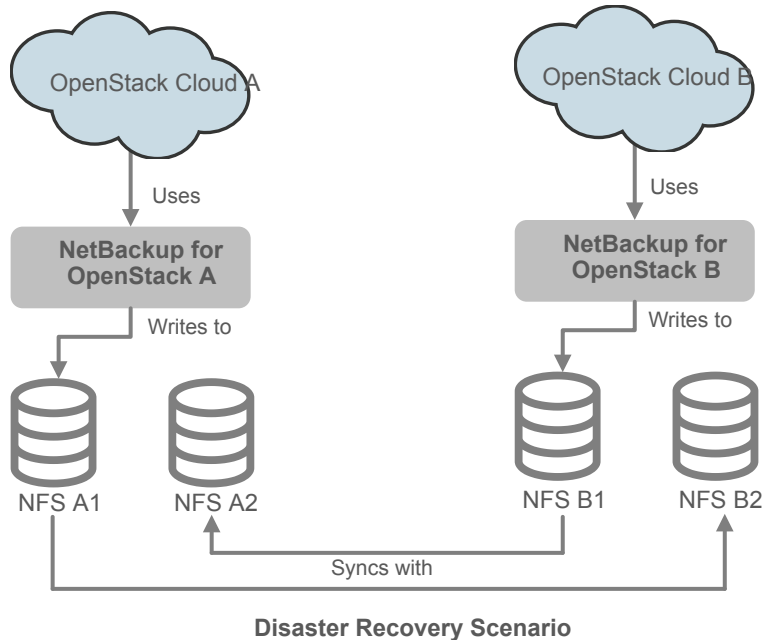 OpenStack Cloud A
OpenStack Cloud B
Uses
Uses
NetBackup for
OpenStack A
NetBackup for
OpenStack B
Writes to
Writes to
NFS A1
NFS A2
NFS B1
NFS B2
Syncs with
Disaster Recovery Scenario